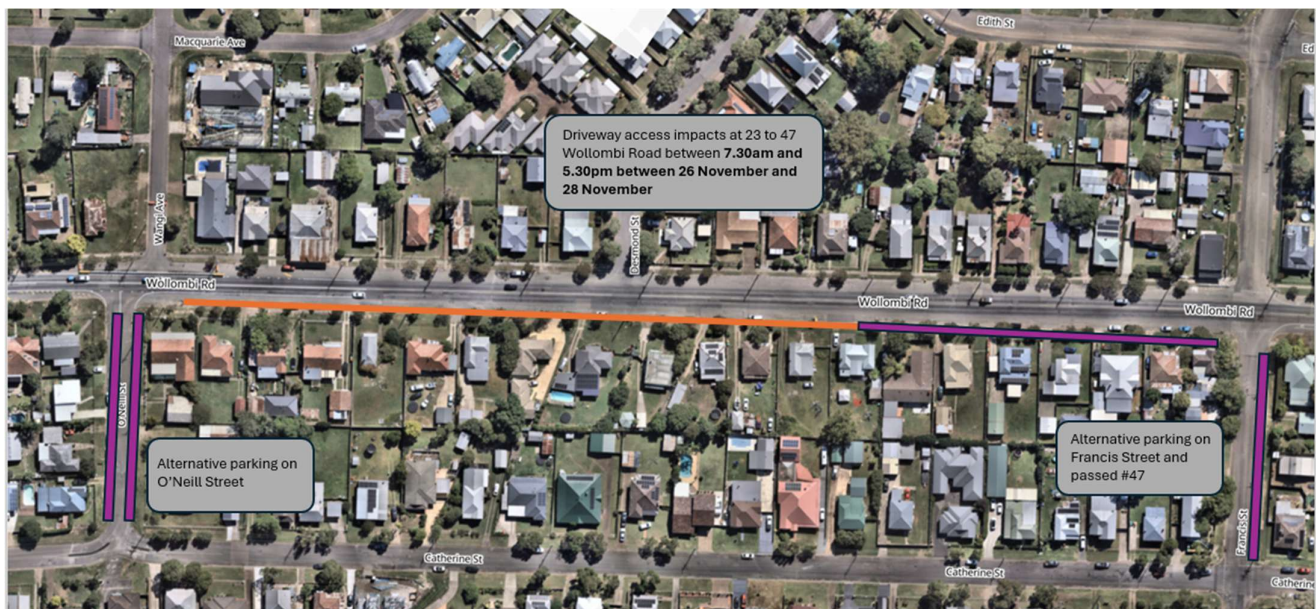 Edith St
Macquarie Ave
Ed
Driveway access impacts at 23 to 47
Wollombi Road between 7.30am and
5.30pm between 26 November and
28 November
Wangi Ave
Desmond St
Wollombi Rd
Wollombi Rd
Wollombi Rd
O'Neill St
Alternative parking on
O'Neill Street
Alternative parking on
Francis Street and
passed #47
Francis St
Catherine St
Catherine St
Catherine